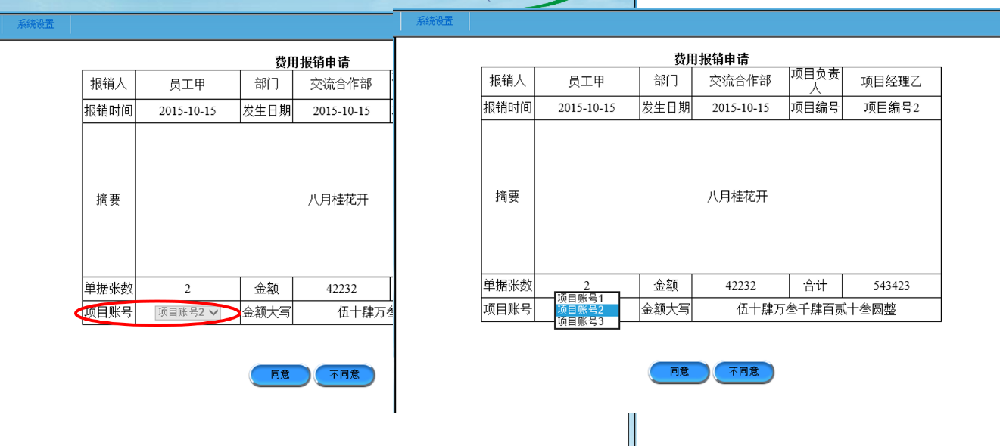 系统设置
费用报销申请
报销人 员工甲 部门 交流合作部
报销时间 2015-10-15 发生日期 2015-10-15
摘要 八月桂花开
单据张数 2 金额 42232
项目账号 项目账号2 金额大写 伍十肆万
同意 不同意
系统设置
费用报销申请
报销人 员工甲 部门 交流合作部 项目负责
人 项目经理乙
报销时间 2015-10-15 发生日期 2015-10-15 项目编号 项目编号2
摘要 八月桂花开
单据张数 2 金额 42232 合计 543423
项目账号 金额大写 伍十肆万叁千肆百贰十叁圆整
项目账号1
项目账号2
项目账号3
同意 不同意